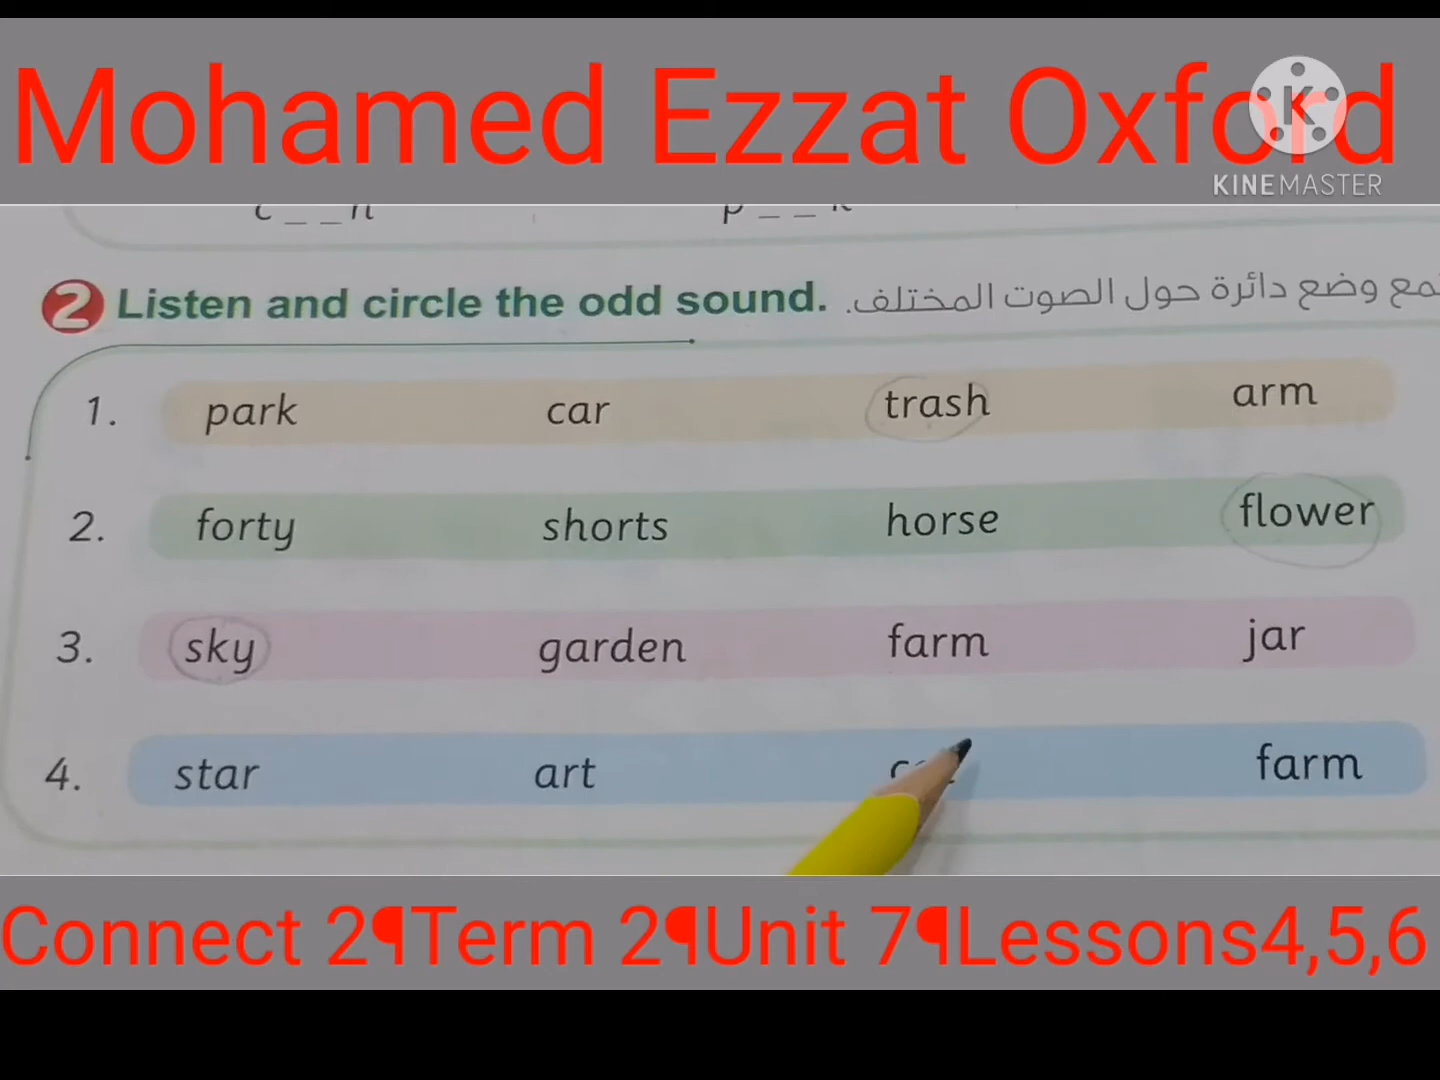 Mohamed Ezzat Oxford
K
KINEMASTER
2 Listen and circle the odd sound. وضع دائرة حول الصوت المختلف.
1. park car trash arm
2. forty shorts horse flower
3. sky garden farm jar
4. star art farm
Connect 2¶Term 2¶Unit 7¶Lessons4,5,6